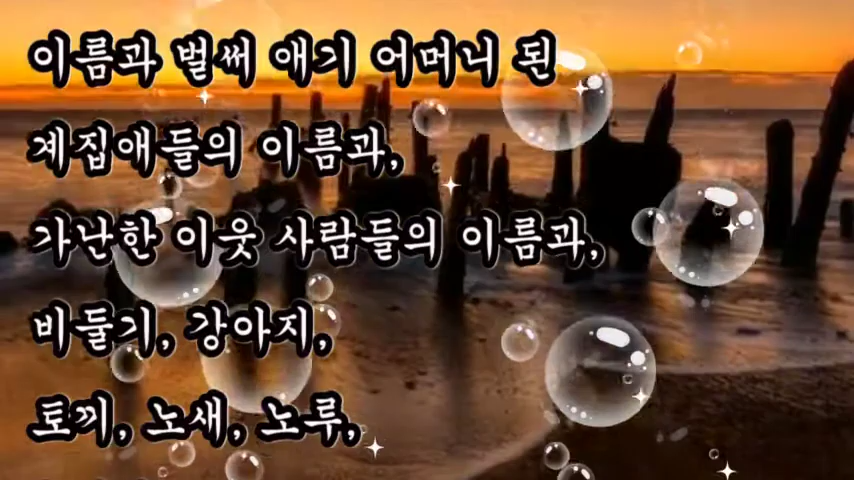 이름과 벌써 애기 어머니 된
계집애들의 이름과,
가난한 이웃 사람들의 이름과,
비둘기, 강아지,
토끼, 노새, 노루,